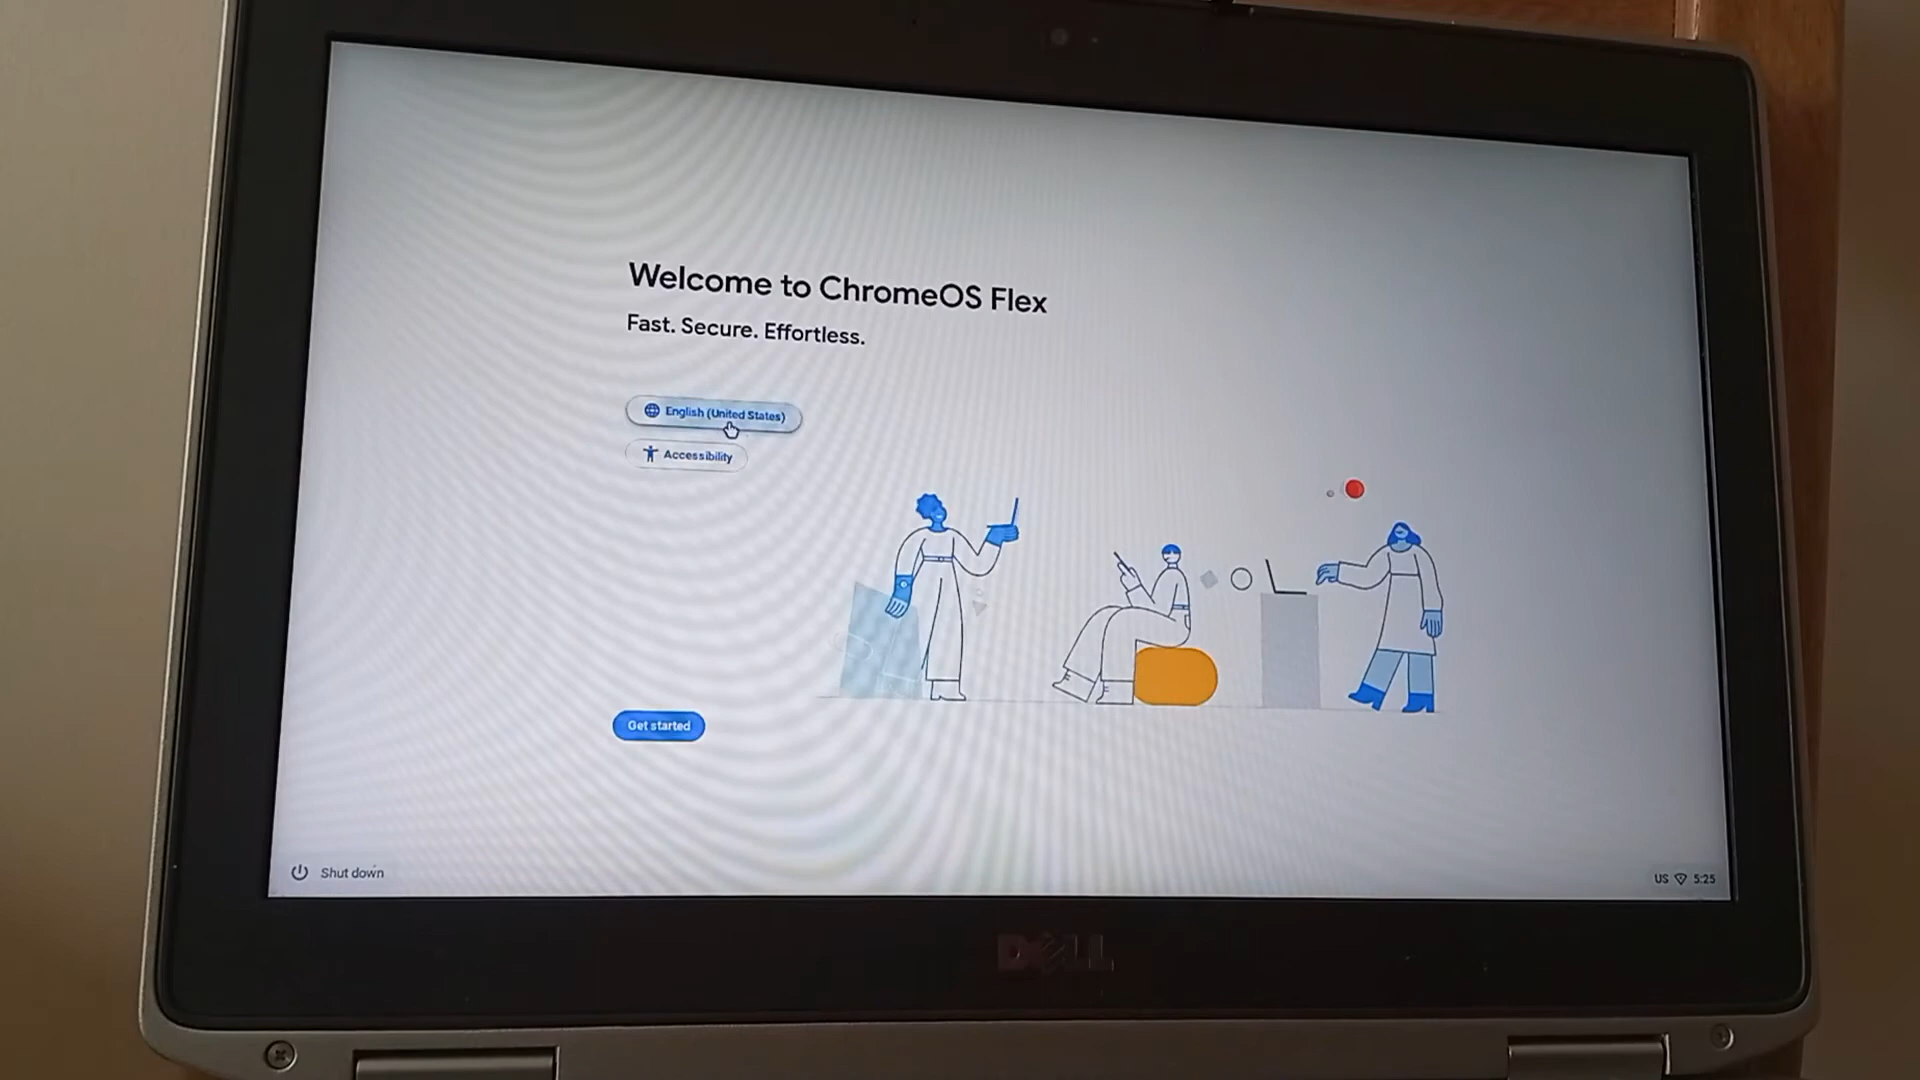 Welcome to ChromeOS Flex
Fast. Secure. Effortless.
English (United States)
Accessibility
Get started
Shut down
US 5:25
DELL